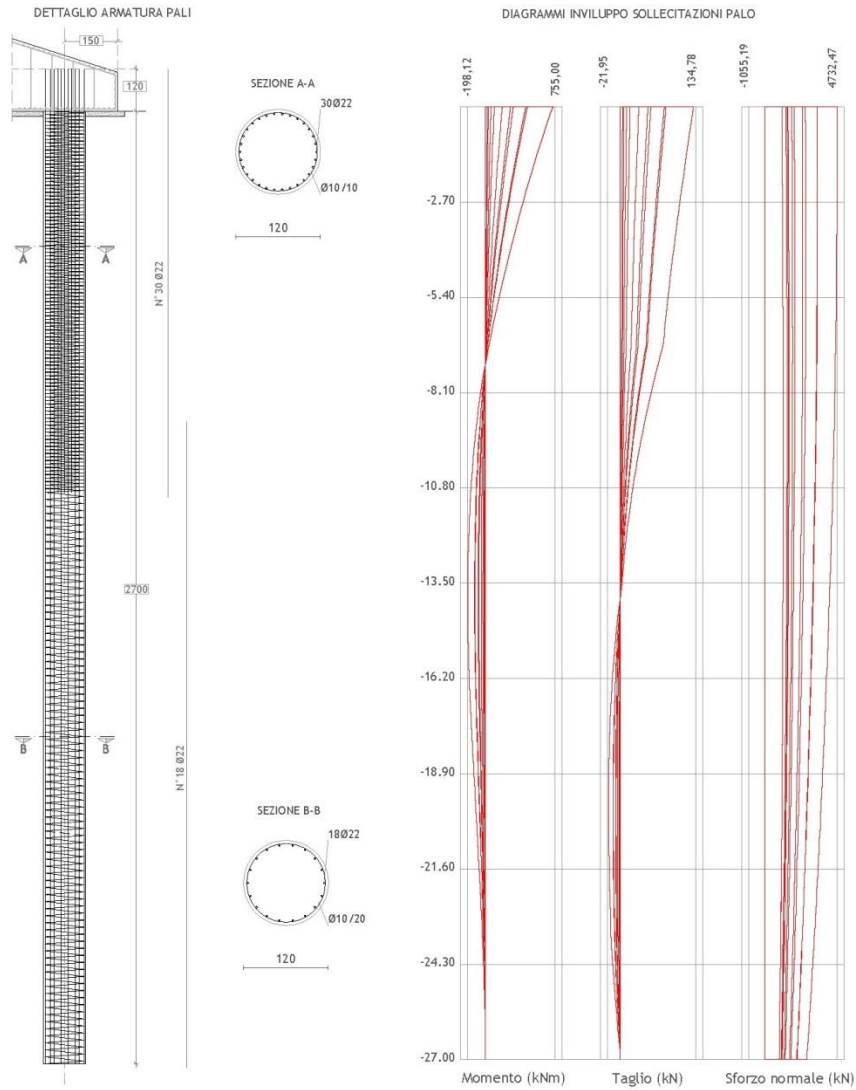 DETTAGLIO ARMATURA PALI
150
120
A
A
N°30 Ø22
2700
B
B
N°18 Ø22
SEZIONE A-A
30Ø22
Ø10/10
120
SEZIONE B-B
18Ø22
Ø10/20
120
DIAGRAMMI INVILUPPO SOLLECITAZIONI PALO
-198,12
755,00
-21,95
134,78
-1055,19
4732,47
-2.70
-5.40
-8.10
-10.80
-13.50
-16.20
-18.90
-21.60
-24.30
-27.00
Momento (kNm)
Taglio (kN)
Sforzo normale (kN)